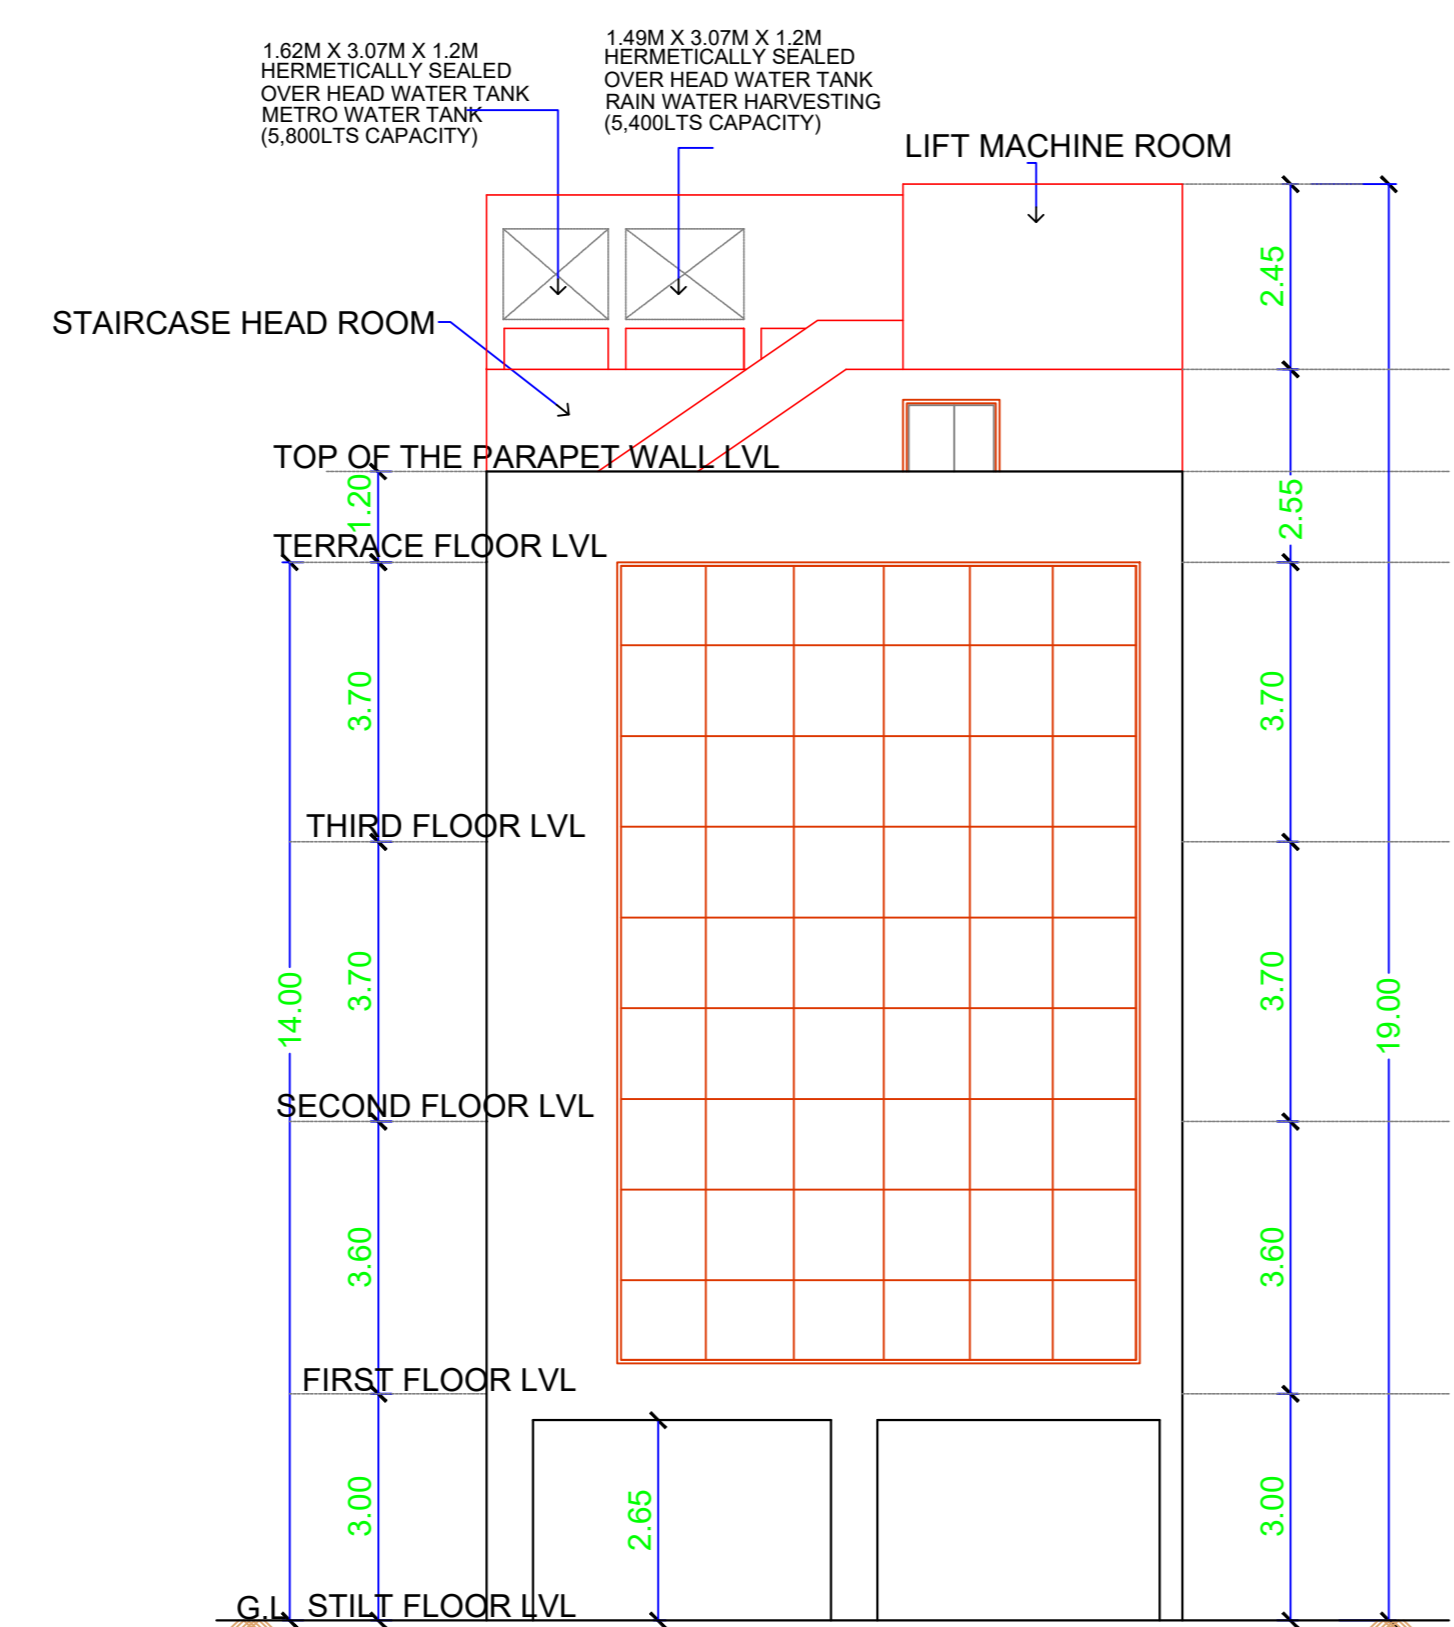 1.62M X 3.07M X 1.2M
HERMETICALLY SEALED
OVER HEAD WATER TANK
METRO WATER TANK
(5,800LTS CAPACITY)
1.49M X 3.07M X 1.2M
HERMETICALLY SEALED
OVER HEAD WATER TANK
RAIN WATER HARVESTING
(5,400LTS CAPACITY)
LIFT MACHINE ROOM
2.45
STAIRCASE HEAD ROOM
TOP OF THE PARAPET WALL LVL
1.20
2.55
TERRACE FLOOR LVL
3.70
3.70
THIRD FLOOR LVL
3.70
3.70
14.00
19.00
SECOND FLOOR LVL
3.60
3.60
FIRST FLOOR LVL
3.00
2.65
3.00
G.L
STILT FLOOR LVL